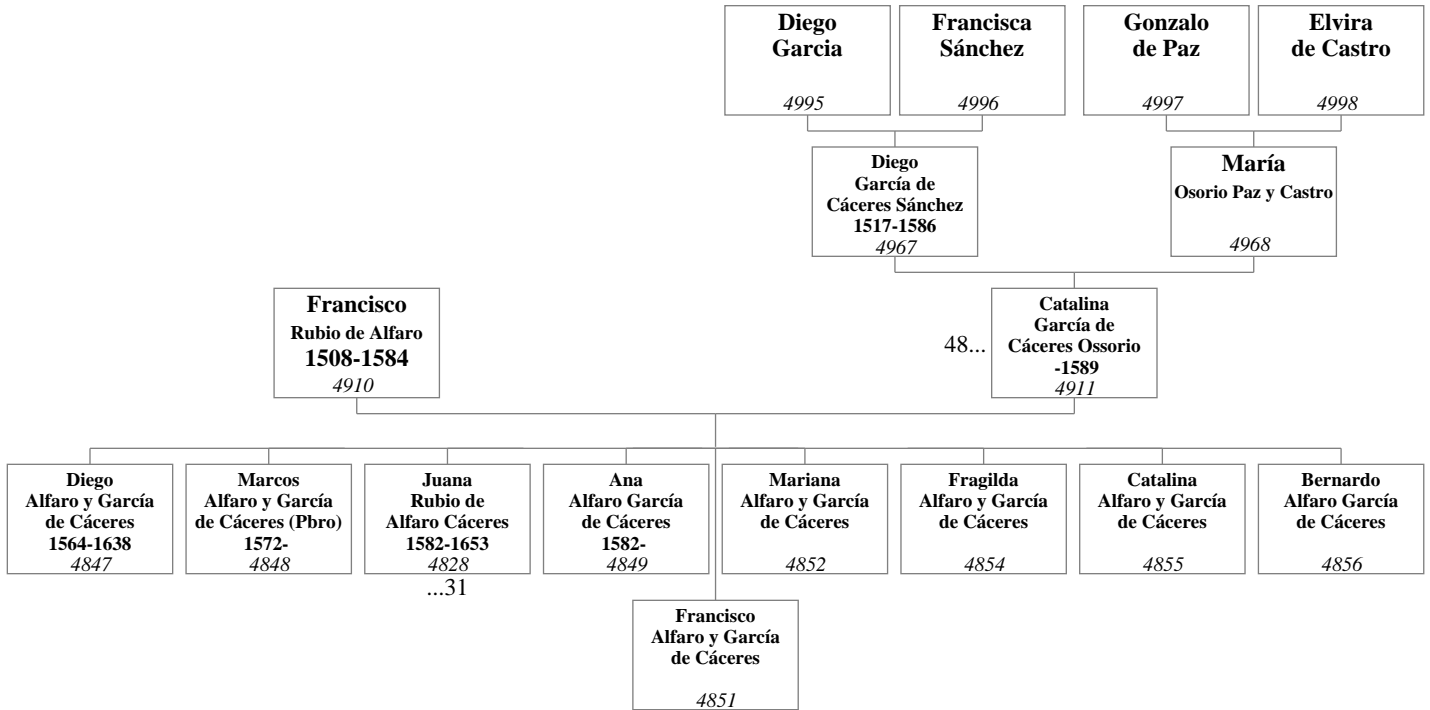 Diego
Garcia
4995
Francisca
Sánchez
4996
Gonzalo
de Paz
4997
Elvira
de Castro
4998
Diego
García de
Cáceres Sánchez
1517-1586
4967
María
Osorio Paz y Castro
4968
Francisco
Rubio de Alfaro
1508-1584
4910
48...
Catalina
García de
Cáceres Ossorio
-1589
4911
Diego
Alfaro y García
de Cáceres
1564-1638
4847
Marcos
Alfaro y García
de Cáceres (Pbro)
1572-
4848
Juana
Rubio de
Alfaro Cáceres
1582-1653
4828
...31
Ana
Alfaro García
de Cáceres
1582-
4849
Mariana
Alfaro y García
de Cáceres
4852
Fragilda
Alfaro y García
de Cáceres
4854
Catalina
Alfaro y García
de Cáceres
4855
Bernardo
Alfaro García
de Cáceres
4856
Francisco
Alfaro y García
de Cáceres
4851